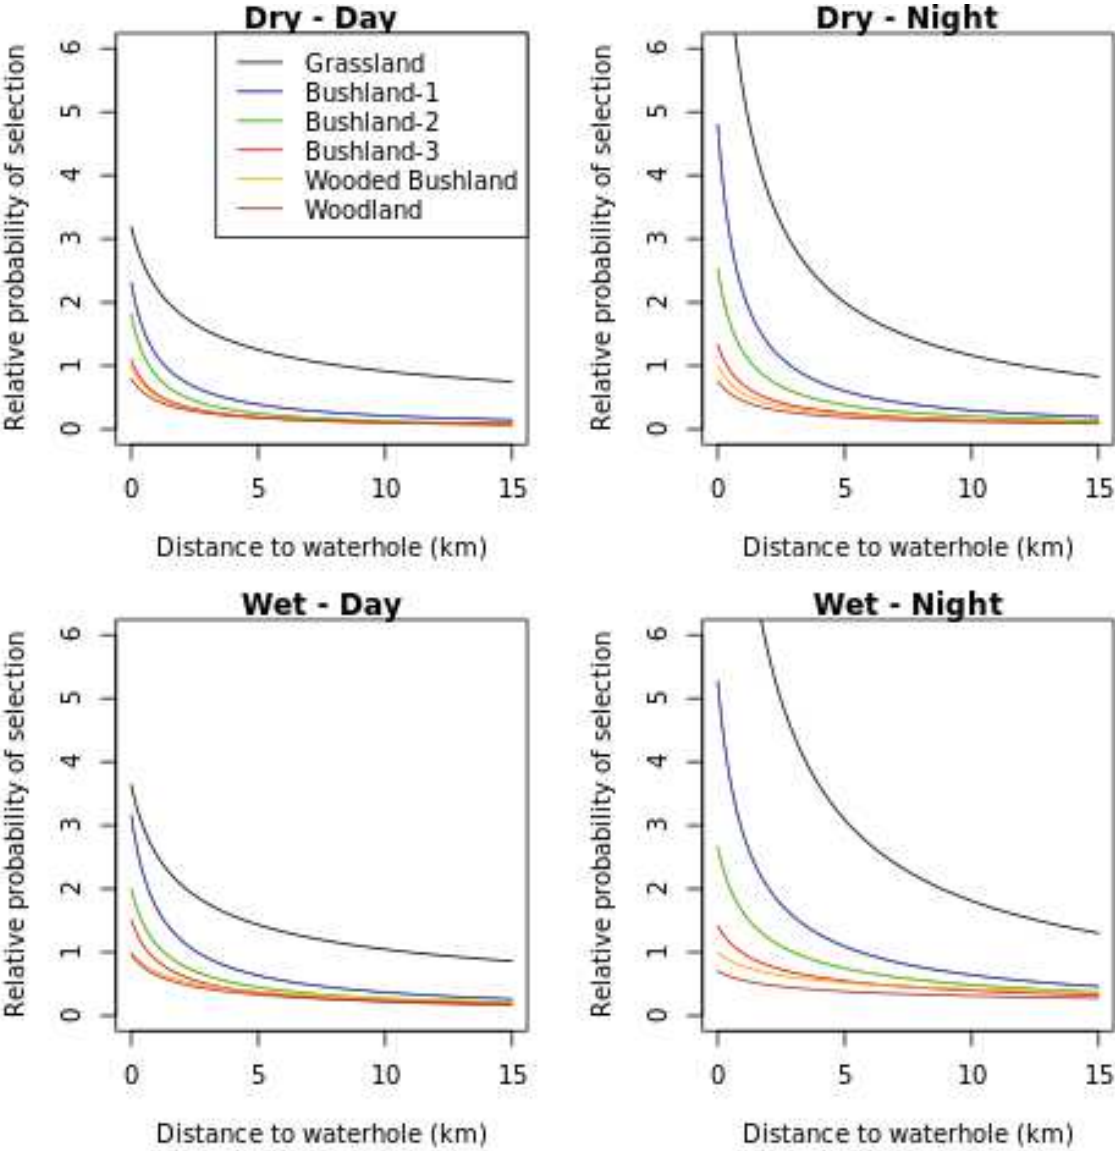 Dry - Day
Grassland
Bushland-1
Bushland-2
Bushland-3
Wooded Bushland
Woodland
Relative probability of selection
0 1 2 3 4 5 6
0 5 10 15
Distance to waterhole (km)
Dry - Night
Relative probability of selection
0 1 2 3 4 5 6
0 5 10 15
Distance to waterhole (km)
Wet - Day
Relative probability of selection
0 1 2 3 4 5 6
0 5 10 15
Distance to waterhole (km)
Wet - Night
Relative probability of selection
0 1 2 3 4 5 6
0 5 10 15
Distance to waterhole (km)